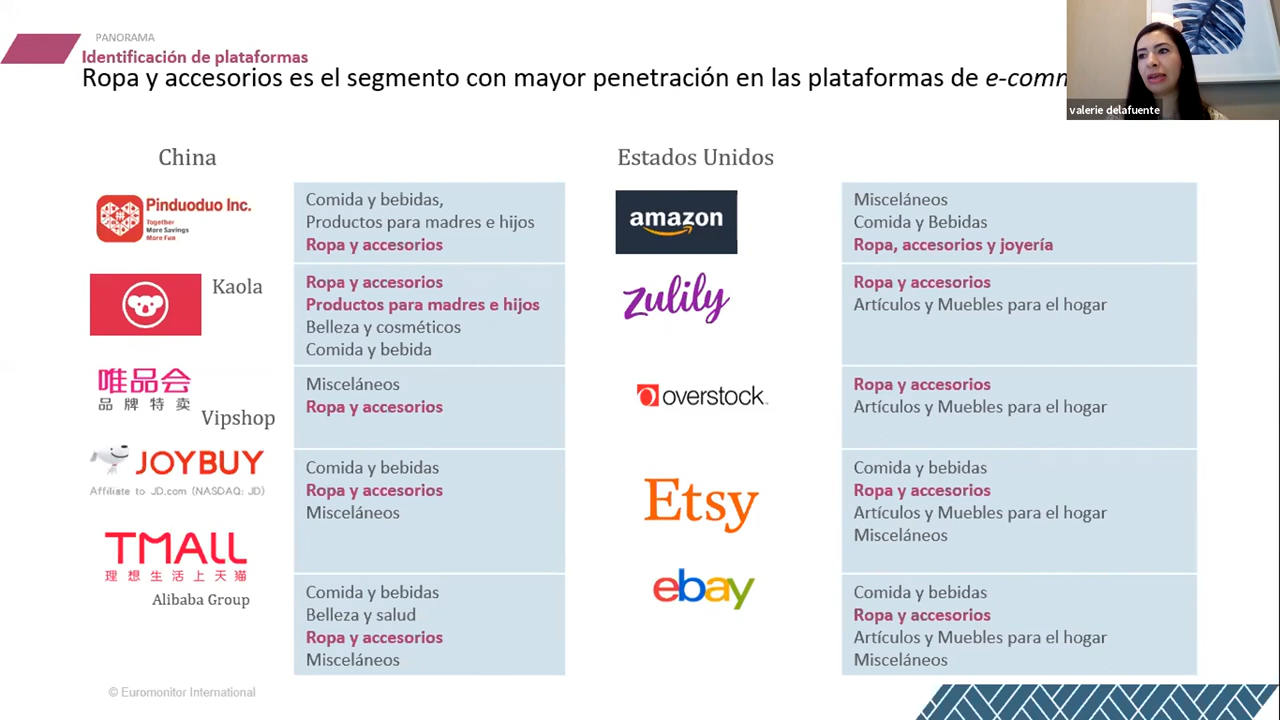 PANORAMA
Identificación de plataformas
Ropa y accesorios es el segmento con mayor penetración en las plataformas de e-comm
valerie delafuente
China
Pinduoduo Inc.
Together
More Savings
More Fun
Comida y bebidas,
Productos para madres e hijos
Ropa y accesorios
Kaola
Ropa y accesorios
Productos para madres e hijos
Belleza y cosméticos
Comida y bebida
唯品会
品牌特卖
Vipshop
Misceláneos
Ropa y accesorios
JOYBUY
Affiliate to JD.com (NASDAQ: JD)
Comida y bebidas
Ropa y accesorios
Misceláneos
TMALL
理想生活上天猫
Alibaba Group
Comida y bebidas
Belleza y salud
Ropa y accesorios
Misceláneos
Estados Unidos
amazon
Misceláneos
Comida y Bebidas
Ropa, accesorios y joyería
zulily
Ropa y accesorios
Artículos y Muebles para el hogar
overstock.
Ropa y accesorios
Artículos y Muebles para el hogar
Etsy
Comida y bebidas
Ropa y accesorios
Artículos y Muebles para el hogar
Misceláneos
ebay
Comida y bebidas
Ropa y accesorios
Artículos y Muebles para el hogar
Misceláneos
© Euromonitor International